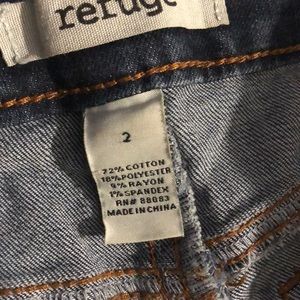 refuge
2
72% COTTON
18% POLYESTER
9% RAYON
1% SPANDEX
RN# 88083
MADE IN CHINA